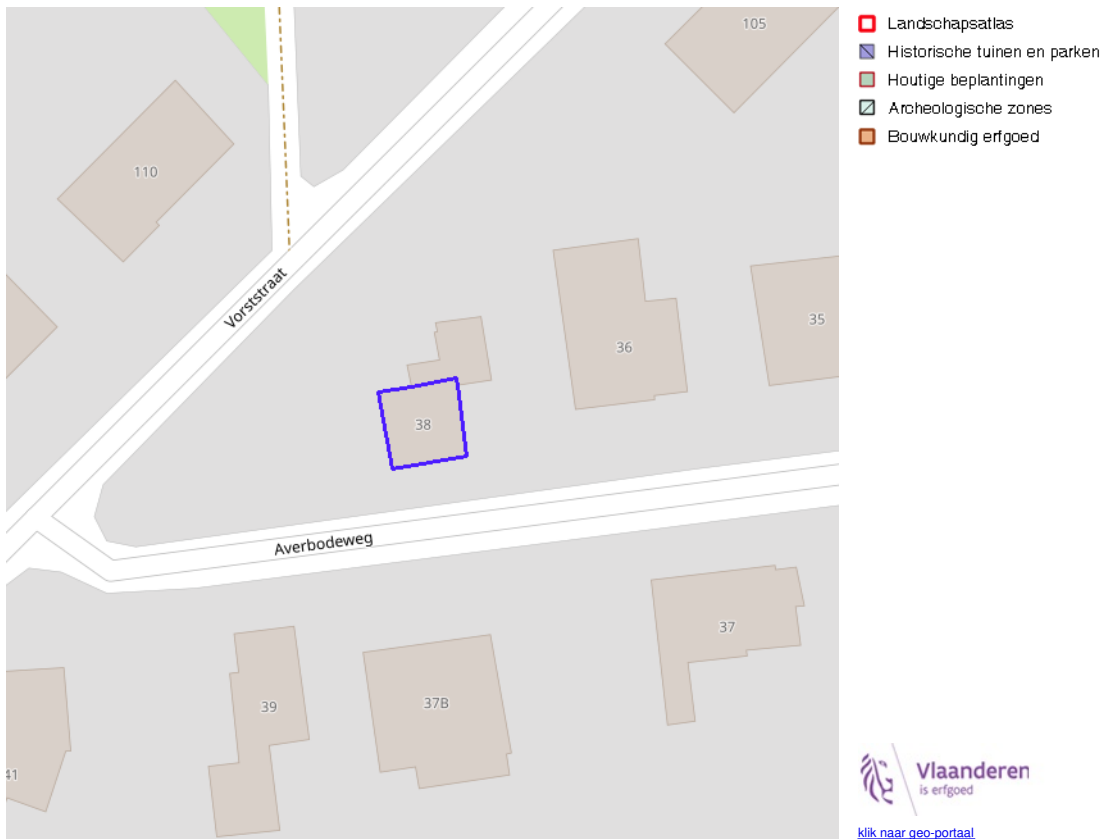 105
110
Vorststraat
35
36
38
Averbodeweg
37
37B
39
41
Landschapsatlas
Historische tuinen en parken
Houtige beplantingen
Archeologische zones
Bouwkundig erfgoed
Vlaanderen
is erfgoed
klik naar geo-portaal